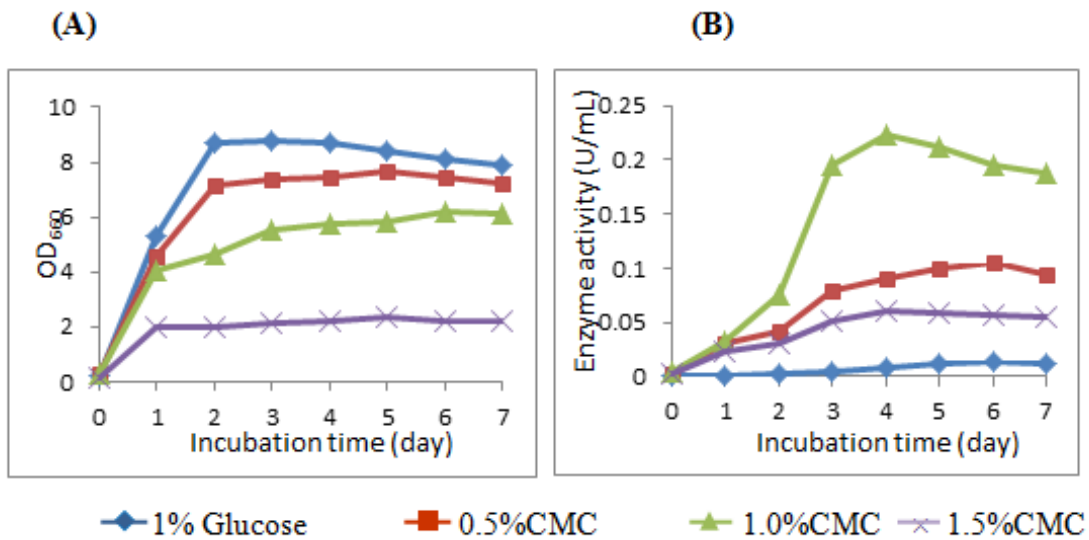 (A)
(B)
10
8
6
4
2
0
OD660
0 1 2 3 4 5 6 7
Incubation time (day)
0.25
0.2
0.15
0.1
0.05
0
Enzyme activity (U/mL)
0 1 2 3 4 5 6 7
Incubation time (day)
1% Glucose 0.5%CMC 1.0%CMC 1.5%CMC